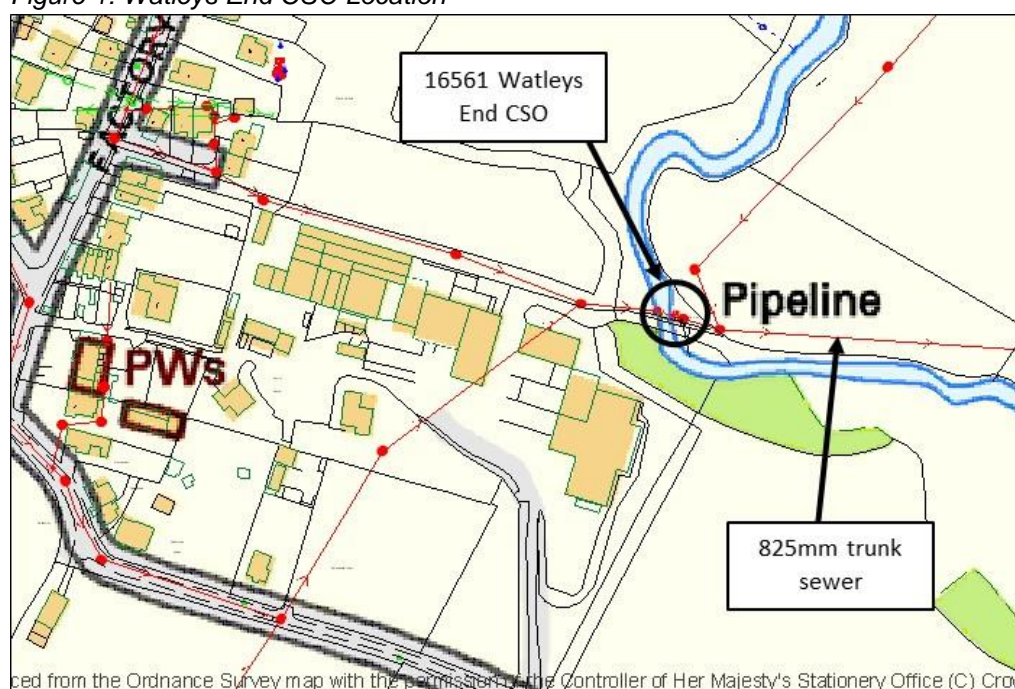 Figure 1: Watleys End CSO Location
FACTORY
16561 Watleys
End CSO
Pipeline
PWs
825mm trunk
sewer
ced from the Ordnance Survey map with the permission of the Controller of Her Majesty's Stationery Office (C) Cro